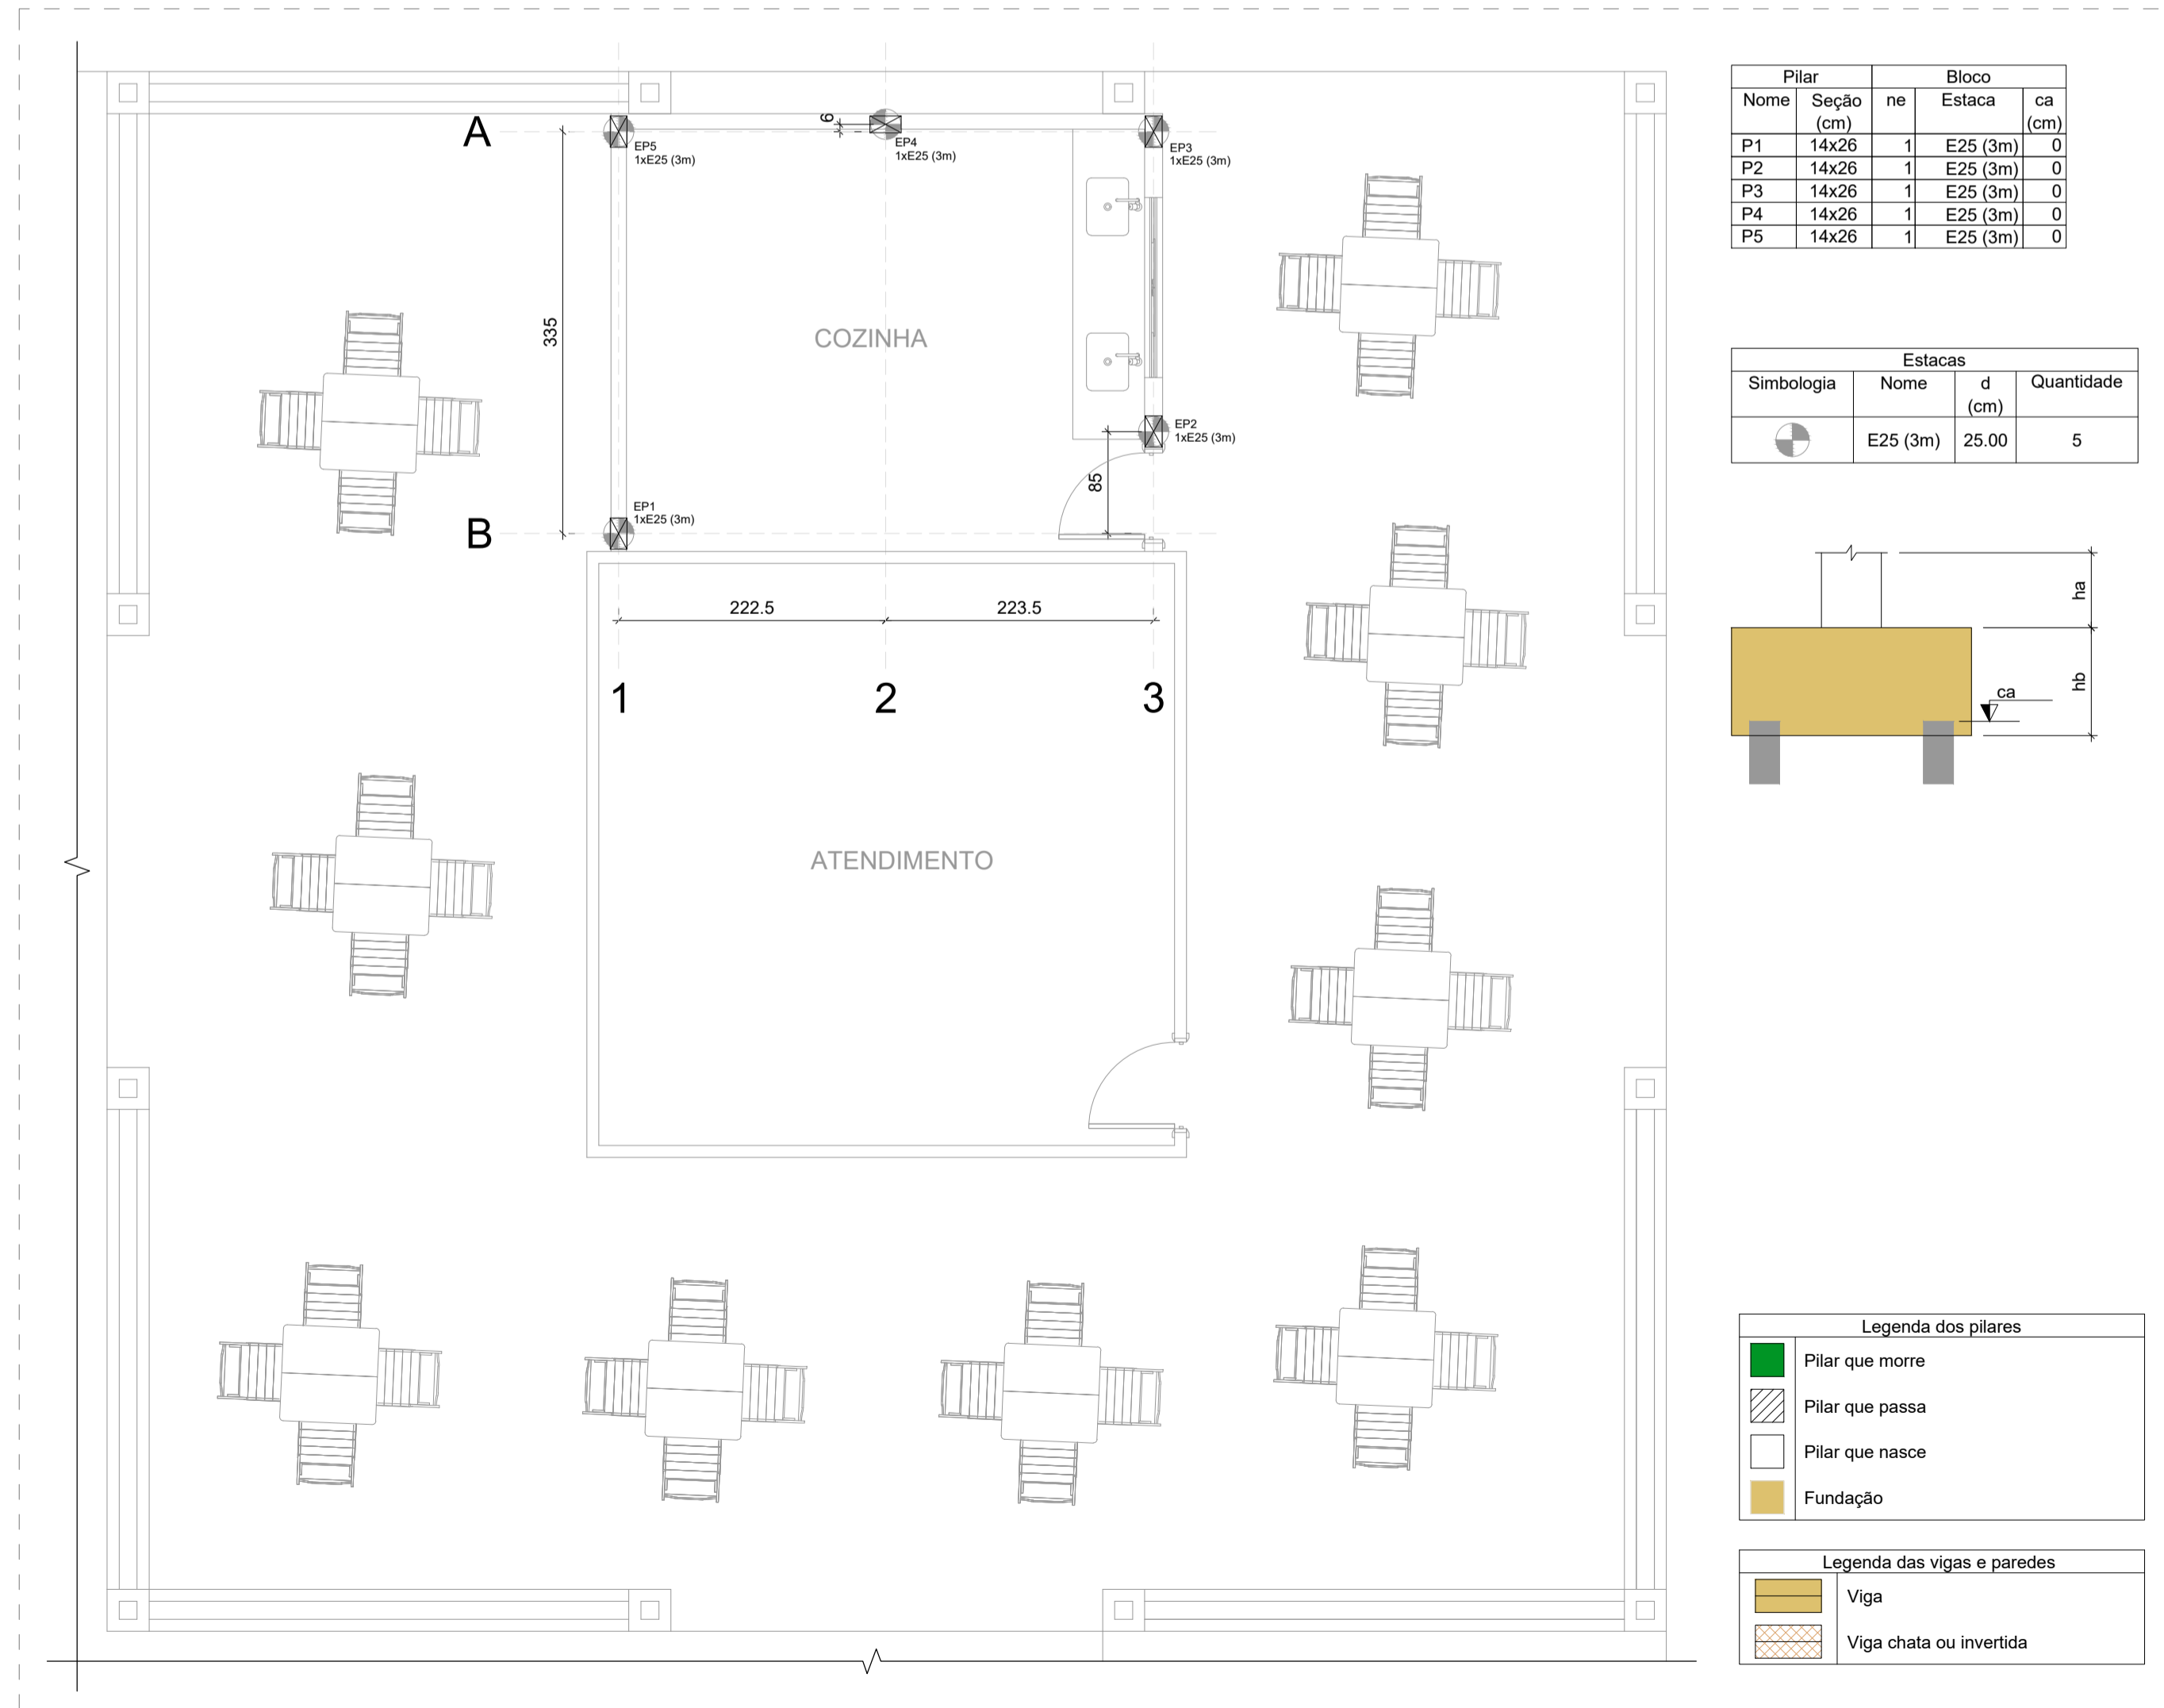 A
EP5
1xE25 (3m)
6
EP4
1xE25 (3m)
EP3
1xE25 (3m)
335
COZINHA
EP2
1xE25 (3m)
85
EP1
1xE25 (3m)
B
222.5
223.5
1
2
3
ATENDIMENTO
Pilar Bloco
Nome Seção (cm) ne Estaca ca (cm)
P1 14x26 1 E25 (3m) 0
P2 14x26 1 E25 (3m) 0
P3 14x26 1 E25 (3m) 0
P4 14x26 1 E25 (3m) 0
P5 14x26 1 E25 (3m) 0
Estacas
Simbologia Nome d (cm) Quantidade
E25 (3m) 25.00 5
ha
hb
ca
Legenda dos pilares
Pilar que morre
Pilar que passa
Pilar que nasce
Fundação
Legenda das vigas e paredes
Viga
Viga chata ou invertida